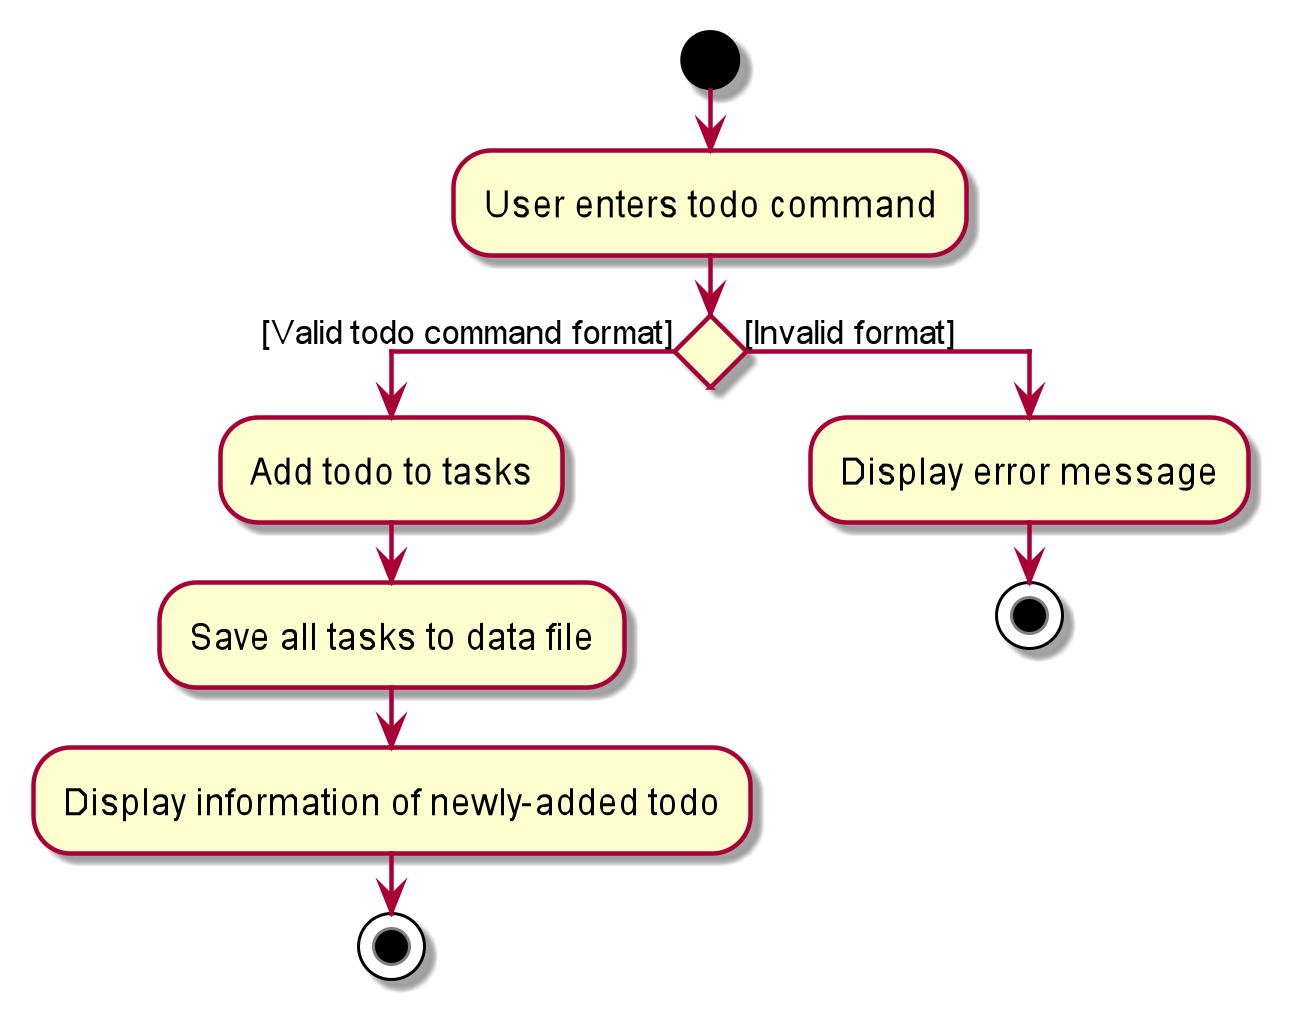 User enters todo command
[Valid todo command format]
[Invalid format]
Add todo to tasks
Display error message
Save all tasks to data file
Display information of newly-added todo